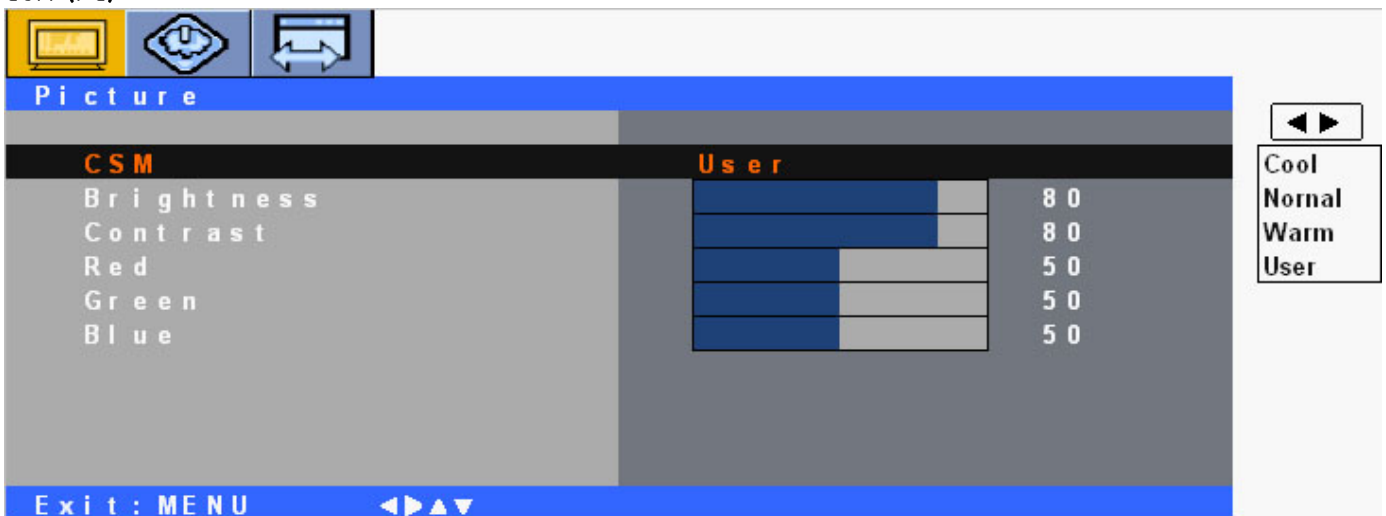 Picture
CSM User
Brightness 80
Contrast 80
Red 50
Green 50
Blue 50
Exit: MENU ◀▶▲▼
◀ ▶
Cool
Nornal
Warm
User